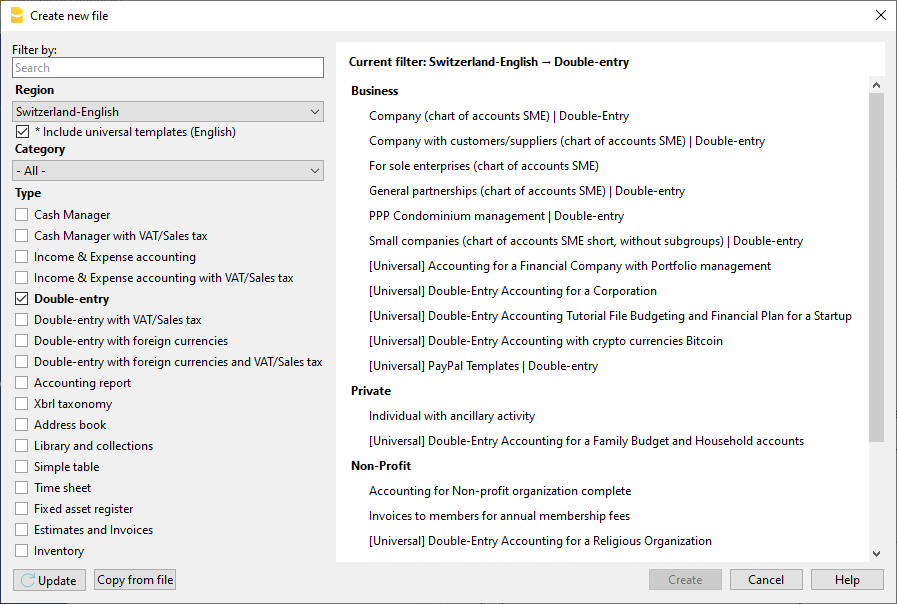 Create new file
Filter by:
Search
Region
Switzerland-English
* Include universal templates (English)
Category
- All -
Type
Cash Manager
Cash Manager with VAT/Sales tax
Income & Expense accounting
Income & Expense accounting with VAT/Sales tax
Double-entry
Double-entry with VAT/Sales tax
Double-entry with foreign currencies
Double-entry with foreign currencies and VAT/Sales tax
Accounting report
Xbrl taxonomy
Address book
Library and collections
Simple table
Time sheet
Fixed asset register
Estimates and Invoices
Inventory
Update
Copy from file
Current filter: Switzerland-English → Double-entry
Business
Company (chart of accounts SME) | Double-Entry
Company with customers/suppliers (chart of accounts SME) | Double-entry
For sole enterprises (chart of accounts SME)
General partnerships (chart of accounts SME) | Double-entry
PPP Condominium management | Double-entry
Small companies (chart of accounts SME short, without subgroups) | Double-entry
[Universal] Accounting for a Financial Company with Portfolio management
[Universal] Double-Entry Accounting for a Corporation
[Universal] Double-Entry Accounting Tutorial File Budgeting and Financial Plan for a Startup
[Universal] Double-Entry Accounting with crypto currencies Bitcoin
[Universal] PayPal Templates | Double-entry
Private
Individual with ancillary activity
[Universal] Double-Entry Accounting for a Family Budget and Household accounts
Non-Profit
Accounting for Non-profit organization complete
Invoices to members for annual membership fees
[Universal] Double-Entry Accounting for a Religious Organization
Create
Cancel
Help